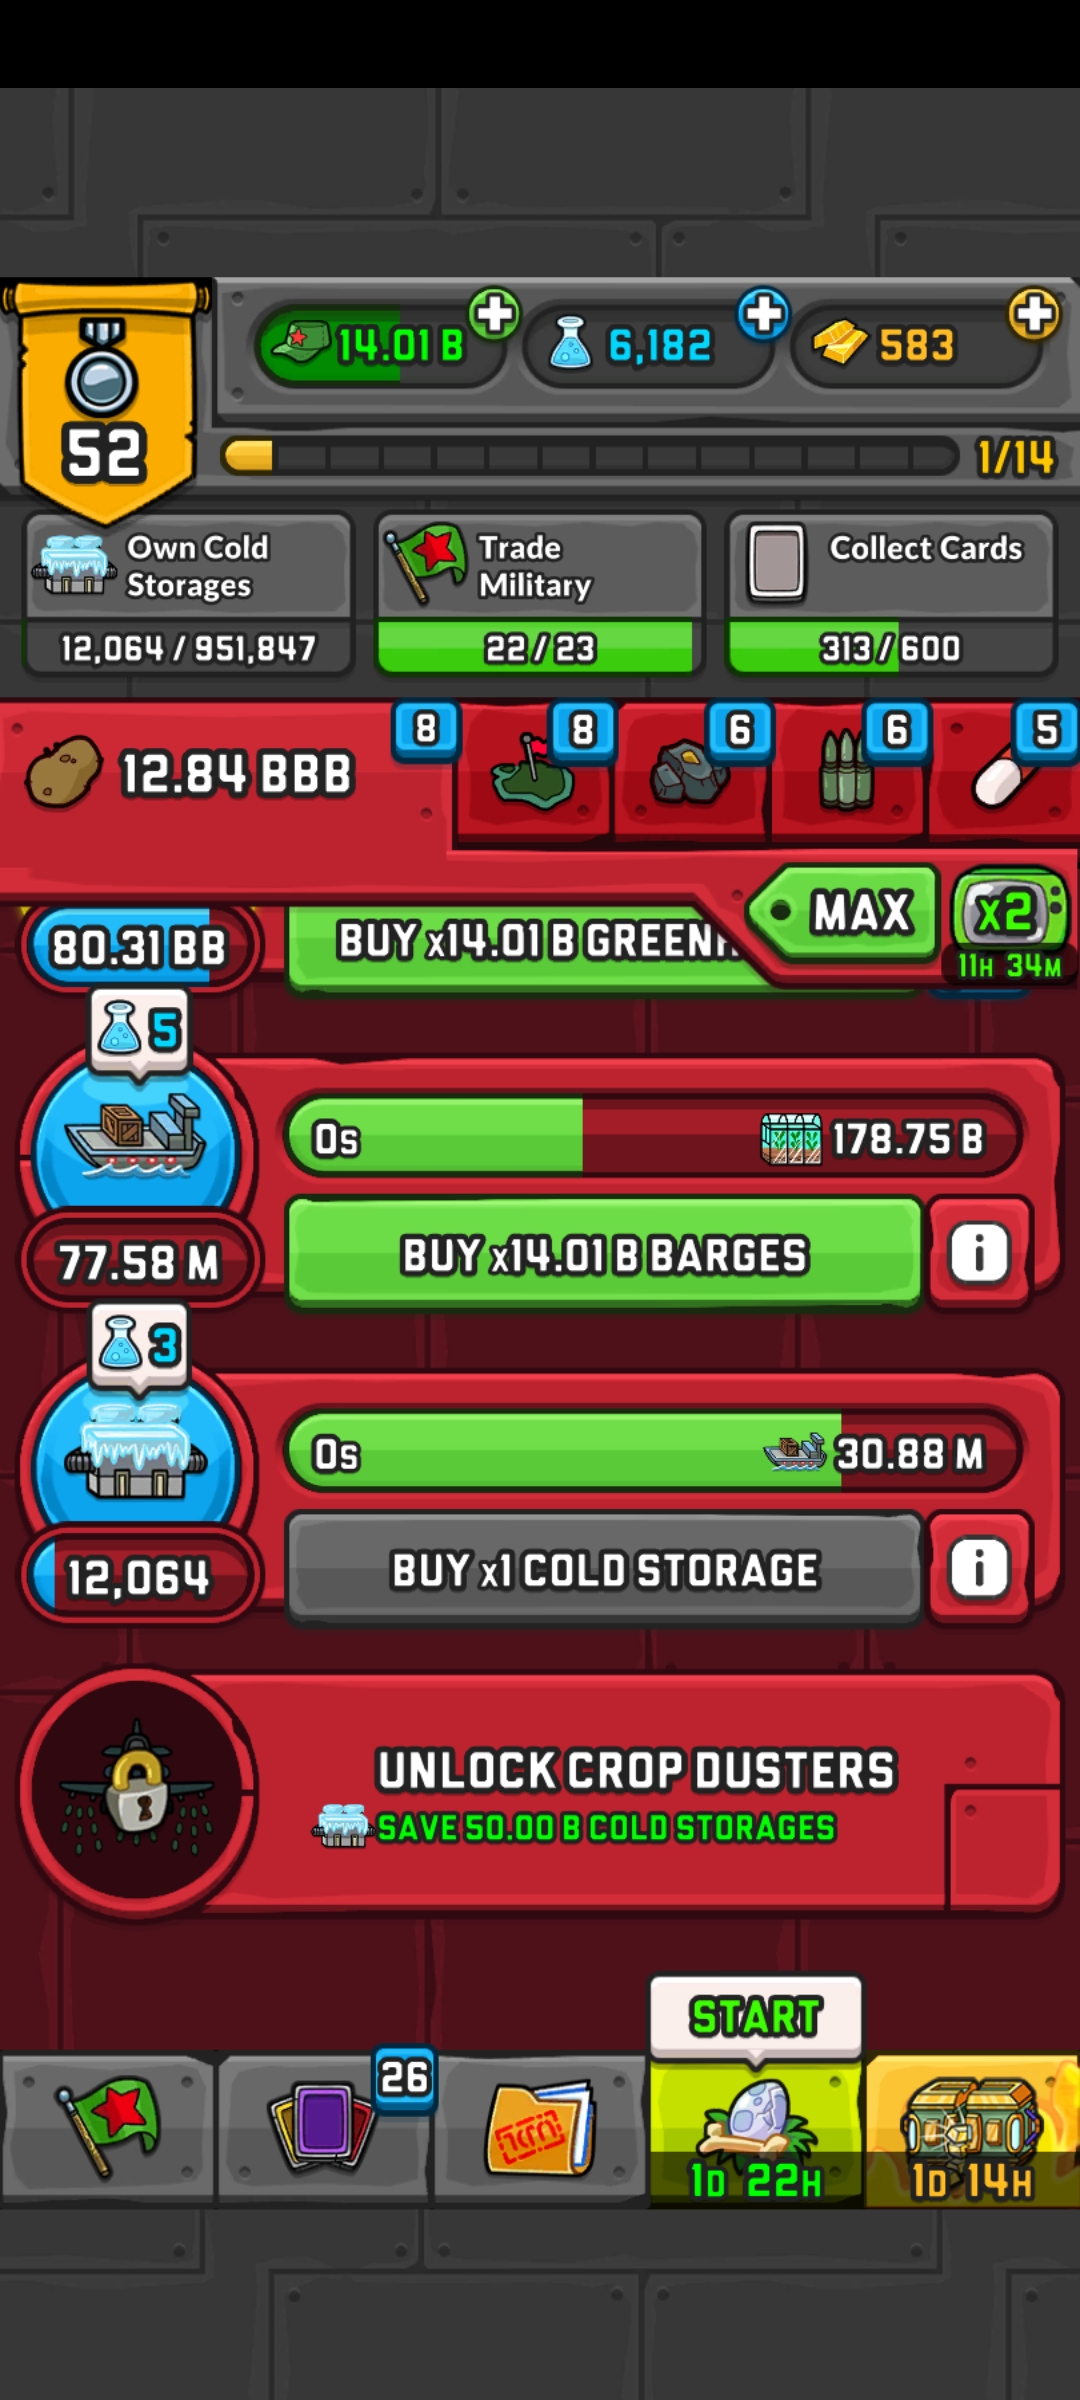 14.01 B
6,182
583
52
1/14
Own Cold
Storages
12,064 / 951,847
Trade
Military
22 / 23
Collect Cards
313 / 600
12.84 BBB
8
8
6
6
5
MAX
x2
11H 34M
80.31 BB
BUY x14.01 B
5
0s
178.75 B
77.58 M
BUY x14.01 B BARGES
3
0s
30.88 M
12,064
BUY x1 COLD STORAGE
UNLOCK CROP DUSTERS
SAVE 50.00 B COLD STORAGES
START
26
1D 22H
1D 14H